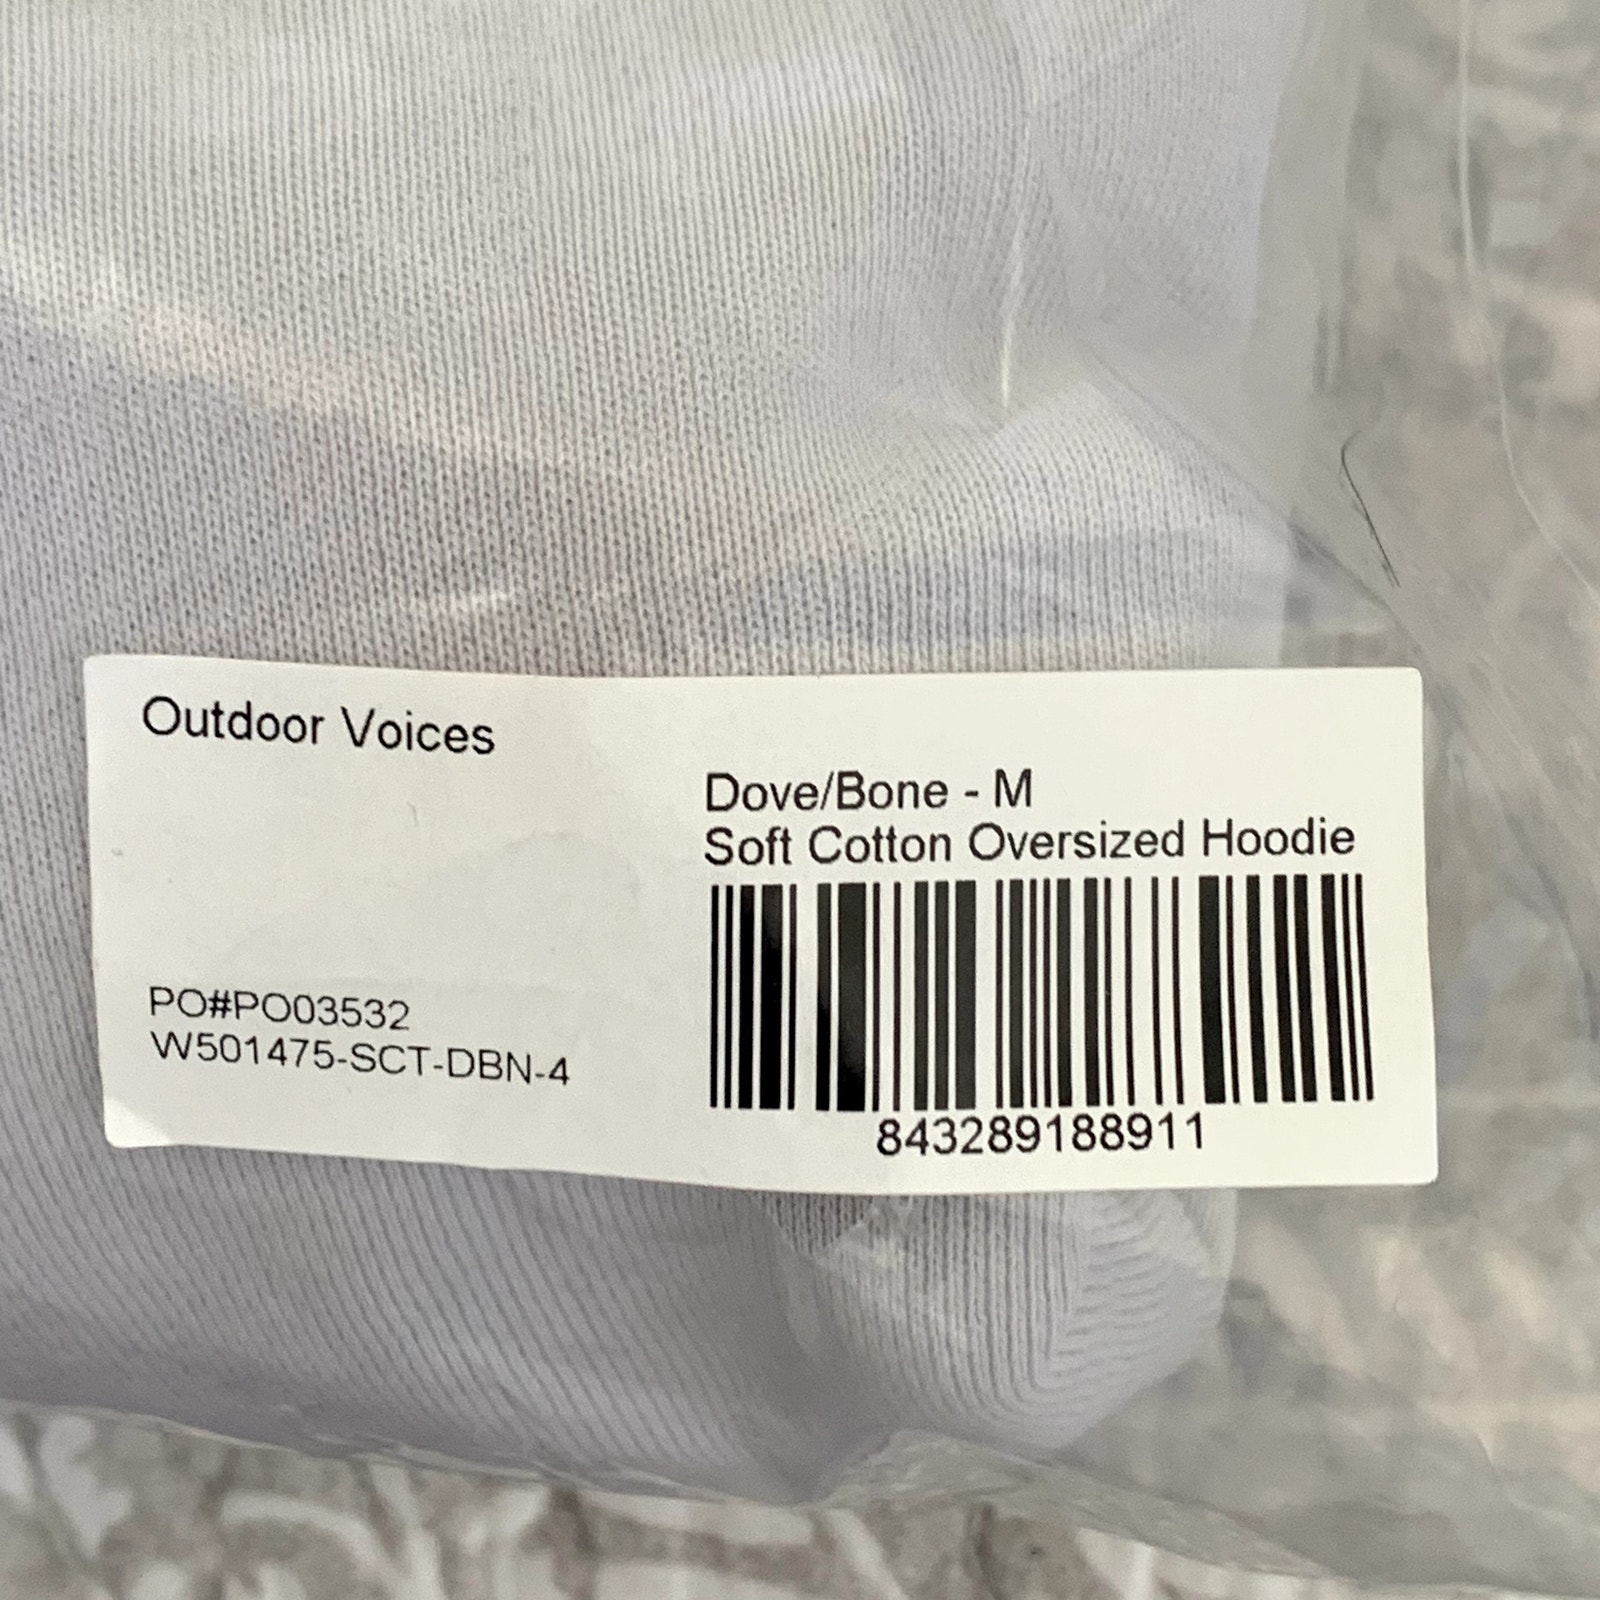 Outdoor Voices
Dove/Bone - M
Soft Cotton Oversized Hoodie
PO#PO03532
W501475-SCT-DBN-4
843289188911